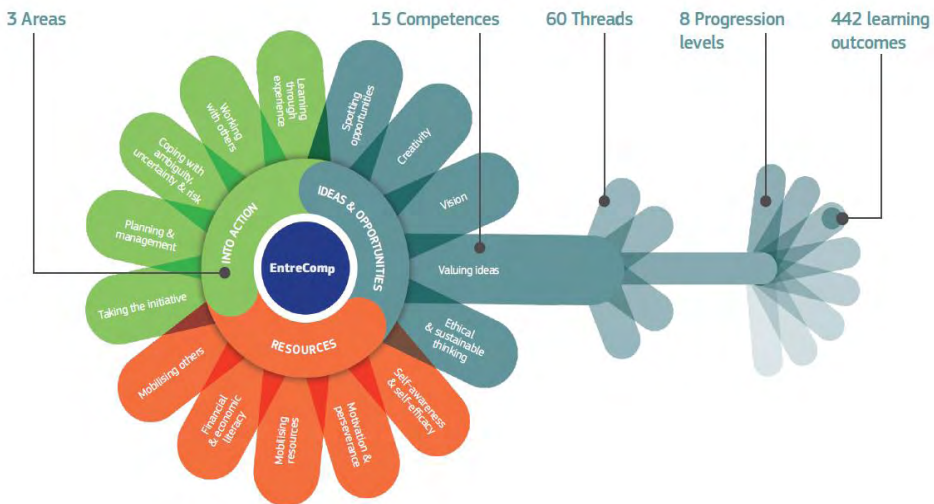 3 Areas
15 Competences
60 Threads
8 Progression
levels
442 learning
outcomes
Learning
through
experience
Spotting
opportunities
Working
with others
Creativity
Coping with
ambiguity,
uncertainty & risk
Vision
Planning &
management
INTO ACTION
IDEAS & OPPORTUNITIES
EntreComp
Valuing ideas
Taking the initiative
Ethical
& sustainable
thinking
RESOURCES
Mobilising others
Self-awareness
& self-efficacy
Financial
& economic
literacy
Mobilising
resources
Motivation &
perseverance